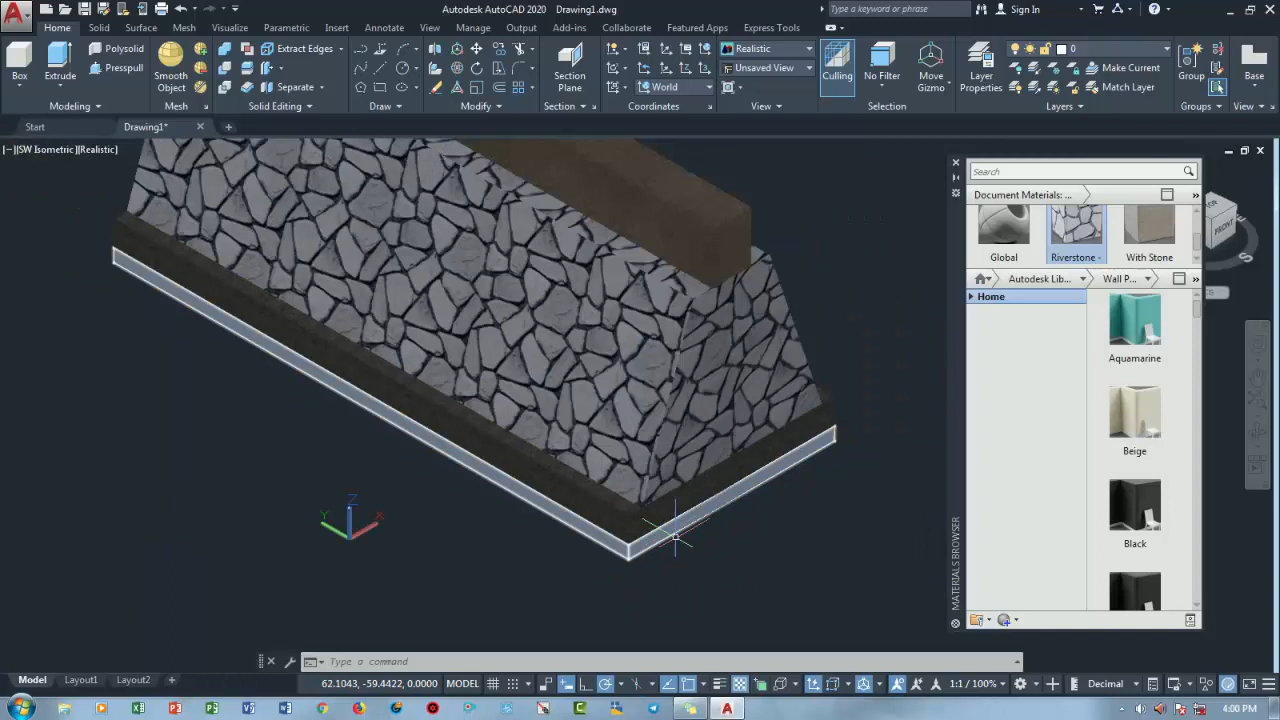 Autodesk AutoCAD 2020 Drawing1.dwg
Type a keyword or phrase
Sign In
Home Solid Surface Mesh Visualize Parametric Insert Annotate View Manage Output Add-ins Collaborate Featured Apps Express Tools
Box
Extrude
Polysolid
Presspull
Smooth Object
Extract Edges
Separate
Section Plane
World
Realistic
Unsaved View
Culling
No Filter
Move Gizmo
Layer Properties
0
Make Current
Match Layer
Group
Base
Modeling Mesh Solid Editing Draw Modify Section Coordinates View Selection Layers Groups View
Start Drawing1*
[−][SW Isometric][Realistic]
Search
Document Materials: ...
Global Riverstone - With Stone
Autodesk Lib... Wall P...
Home
Aquamarine
Beige
Black
MATERIALS BROWSER
FRONT
S
Z
Y
X
Type a command
Model Layout1 Layout2
62.1043, -59.4422, 0.0000 MODEL 1:1 / 100% Decimal
4:00 PM